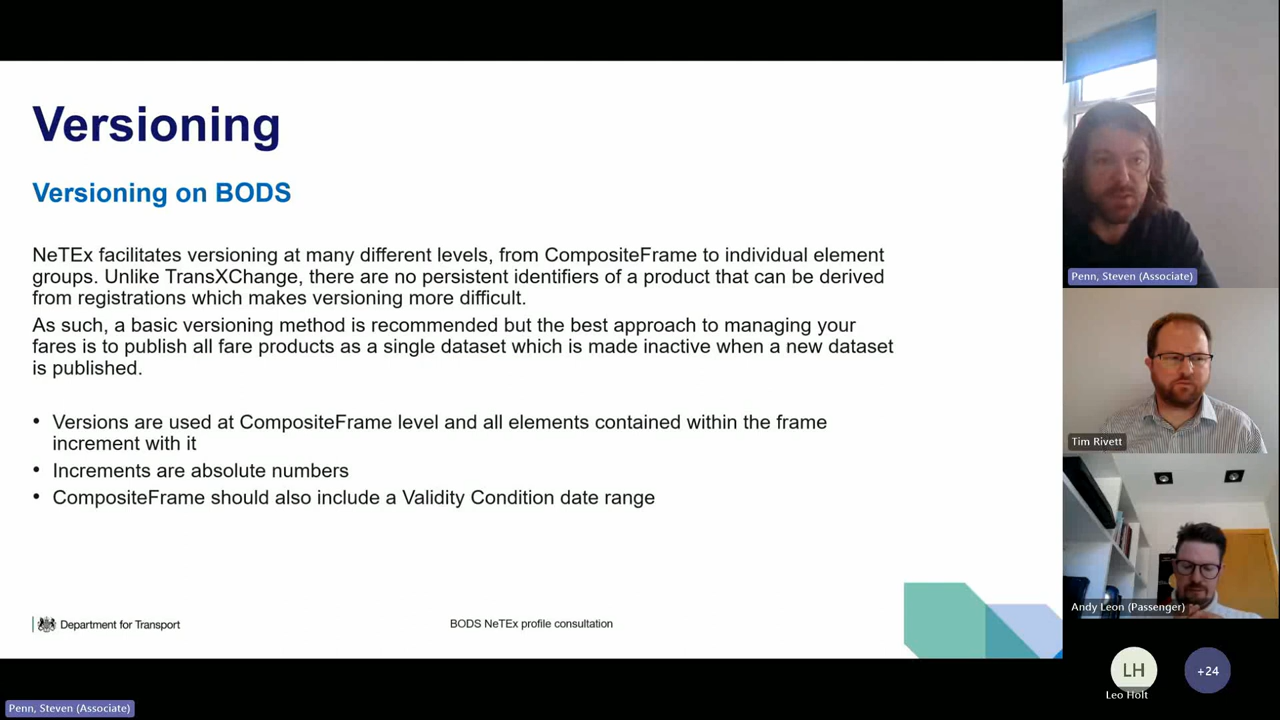 Versioning
Versioning on BODS
NeTEx facilitates versioning at many different levels, from CompositeFrame to individual element
groups. Unlike TransXChange, there are no persistent identifiers of a product that can be derived
from registrations which makes versioning more difficult.
As such, a basic versioning method is recommended but the best approach to managing your
fares is to publish all fare products as a single dataset which is made inactive when a new dataset
is published.
• Versions are used at CompositeFrame level and all elements contained within the frame
increment with it
• Increments are absolute numbers
• CompositeFrame should also include a Validity Condition date range
Department for Transport
BODS NeTEx profile consultation
Penn, Steven (Associate)
Tim Rivett
Andy Leon (Passenger)
LH
Leo Holt
+24
Penn, Steven (Associate)